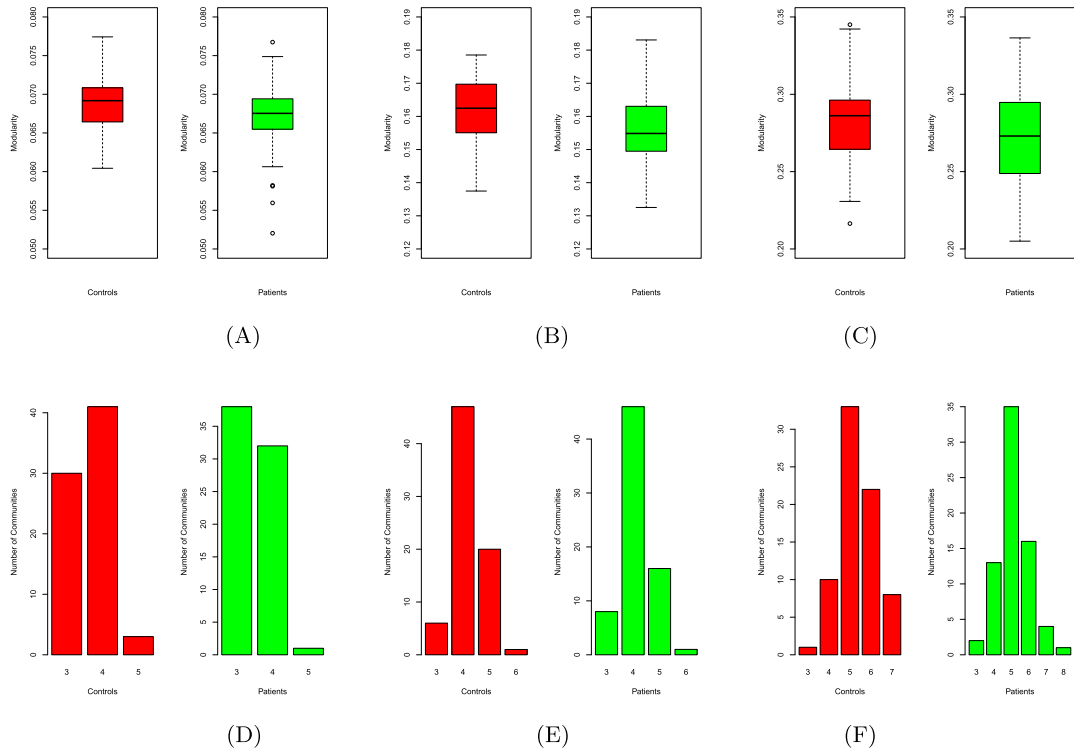 Modularity
0.050 0.055 0.060 0.065 0.070 0.075 0.080
Controls
Modularity
0.050 0.055 0.060 0.065 0.070 0.075 0.080
Patients
(A)
Modularity
0.12 0.13 0.14 0.15 0.16 0.17 0.18 0.19
Controls
Modularity
0.12 0.13 0.14 0.15 0.16 0.17 0.18 0.19
Patients
(B)
Modularity
0.20 0.25 0.30 0.35
Controls
Modularity
0.20 0.25 0.30 0.35
Patients
(C)
Number of Communities
0 10 20 30 40
3 4 5
Controls
Number of Communities
0 5 10 15 20 25 30 35
3 4 5
Patients
(D)
Number of Communities
0 10 20 30 40
3 4 5 6
Controls
Number of Communities
0 10 20 30 40
3 4 5 6
Patients
(E)
Number of Communities
0 5 10 15 20 25 30
3 4 5 6 7
Controls
Number of Communities
0 5 10 15 20 25 30 35
3 4 5 6 7 8
Patients
(F)